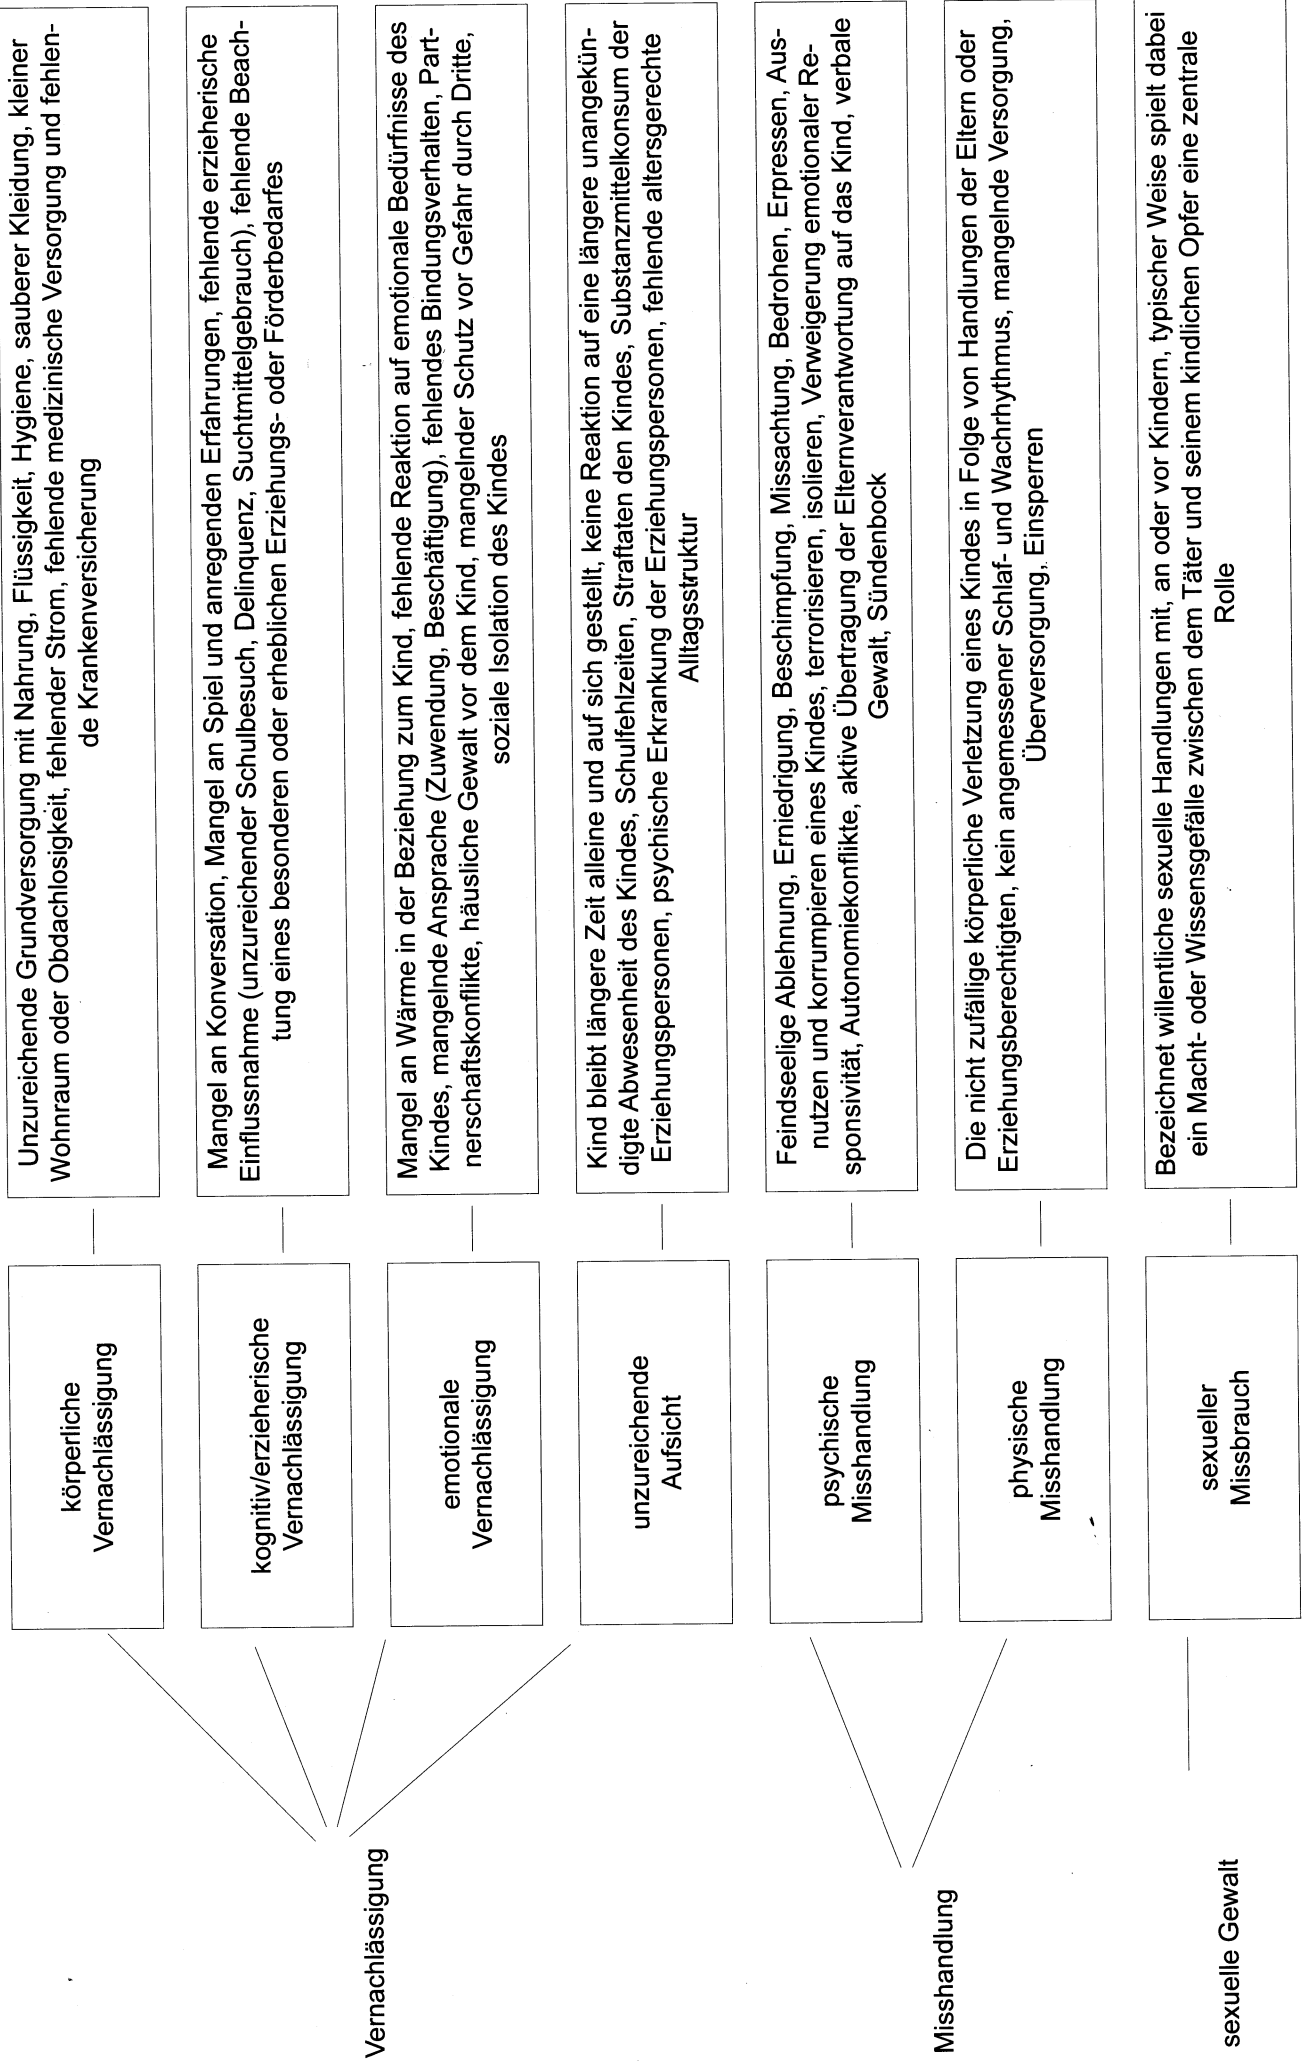 Vernachlässigung
körperliche
Vernachlässigung
Unzureichende Grundversorgung mit Nahrung, Flüssigkeit, Hygiene, sauberer Kleidung, kleiner
Wohnraum oder Obdachlosigkeit, fehlender Strom, fehlende medizinische Versorgung und fehlen-
de Krankenversicherung
kognitiv/erzieherische
Vernachlässigung
Mangel an Konversation, Mangel an Spiel und anregenden Erfahrungen, fehlende erzieherische
Einflussnahme (unzureichender Schulbesuch, Delinquenz, Suchtmittelgebrauch), fehlende Beach-
tung eines besonderen oder erheblichen Erziehungs- oder Förderbedarfes
emotionale
Vernachlässigung
Mangel an Wärme in der Beziehung zum Kind, fehlende Reaktion auf emotionale Bedürfnisse des
Kindes, mangelnde Ansprache (Zuwendung, Beschäftigung), fehlendes Bindungsverhalten, Part-
nerschaftskonflikte, häusliche Gewalt vor dem Kind, mangelnder Schutz vor Gefahr durch Dritte,
soziale Isolation des Kindes
unzureichende
Aufsicht
Kind bleibt längere Zeit alleine und auf sich gestellt, keine Reaktion auf eine längere unangekün-
digte Abwesenheit des Kindes, Schulfehlzeiten, Straftaten den Kindes, Substanzmittelkonsum der
Erziehungspersonen, psychische Erkrankung der Erziehungspersonen, fehlende altersgerechte
Alltagsstruktur
Misshandlung
psychische
Misshandlung
Feindseelige Ablehnung, Erniedrigung, Beschimpfung, Missachtung, Bedrohen, Erpressen, Aus-
nutzen und korrumpieren eines Kindes, terrorisieren, isolieren, Verweigerung emotionaler Re-
sponsivität, Autonomiekonflikte, aktive Übertragung der Elternverantwortung auf das Kind, verbale
Gewalt, Sündenbock
physische
Misshandlung
Die nicht zufällige körperliche Verletzung eines Kindes in Folge von Handlungen der Eltern oder
Erziehungsberechtigten, kein angemessener Schlaf- und Wachrhythmus, mangelnde Versorgung,
Überversorgung, Einsperren
sexuelle Gewalt
sexueller
Missbrauch
Bezeichnet willentliche sexuelle Handlungen mit, an oder vor Kindern, typischer Weise spielt dabei
ein Macht- oder Wissensgefälle zwischen dem Täter und seinem kindlichen Opfer eine zentrale
Rolle